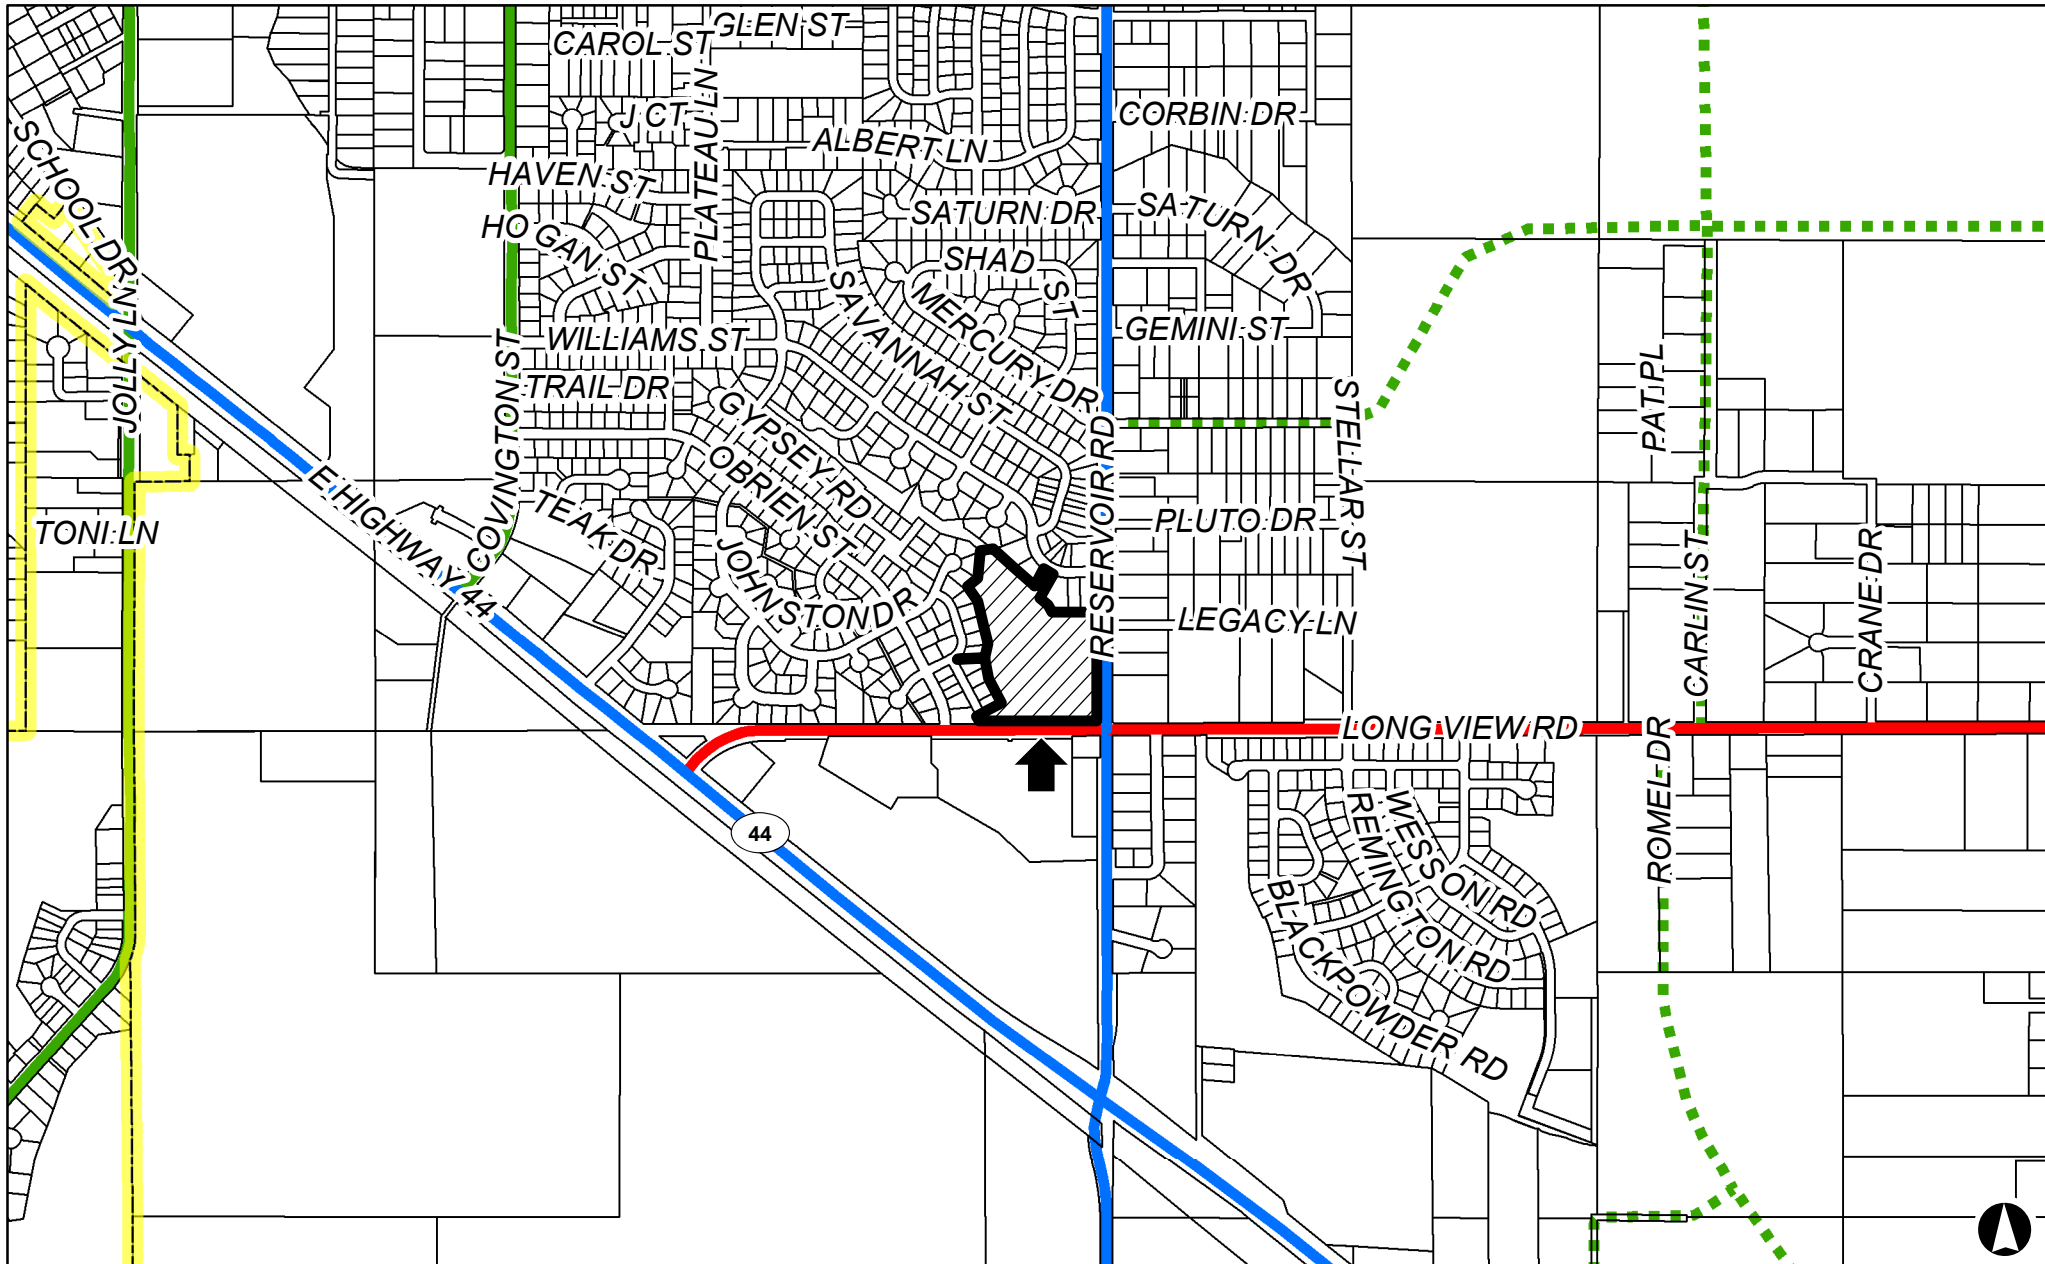 GLEN ST
CAROL ST
J CT
PLATEAU LN
CORBIN DR
ALBERT LN
SCHOOL DR
HAVEN ST
SATURN DR
SATURN DR
HOGAN ST
SHAD ST
SAVANNAH ST
MERCURY DR
GEMINI ST
WILLIAMS ST
JOLLY LN
COVINGTON ST
TRAIL DR
GYPSEY RD
STELLAR ST
PAT PL
RESERVOIR RD
OBRIEN ST
E HIGHWAY 44
TEAK DR
TONI LN
PLUTO DR
JOHNSTON DR
LEGACY LN
CARLIN ST
CRANE DR
LONG VIEW RD
ROMEL DR
44
WESSON RD
REMINGTON RD
BLACKPOWDER RD